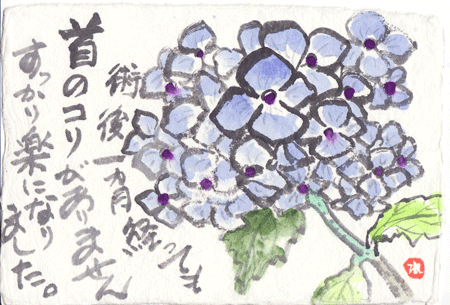 術後一カ月経っても
首のコリがありません
すっかり楽になり
ました。